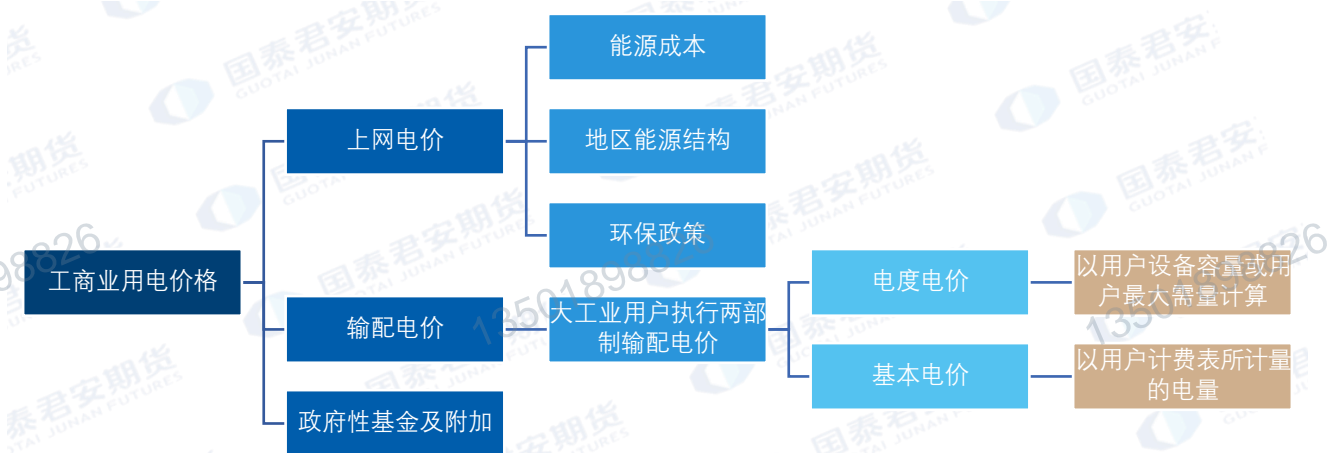 能源成本
上网电价
地区能源结构
环保政策
工商业用电价格
输配电价
大工业用户执行两部
制输配电价
电度电价
以用户设备容量或用
户最大需量计算
基本电价
以用户计费表所计量
的电量
政府性基金及附加
国泰君安期货
GUOTAI JUNAN FUTURES
13501898826